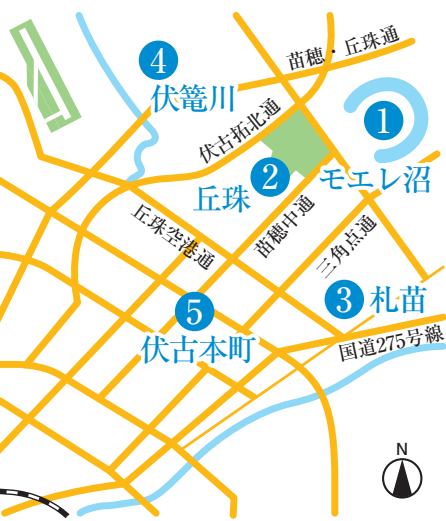 苗穂・丘珠通
4
伏篭川
伏古拓北通
1
モエレ沼
2
丘珠
苗穂中通
三角点通
丘珠空港通
3 札苗
5
伏古本町
国道275号線
N